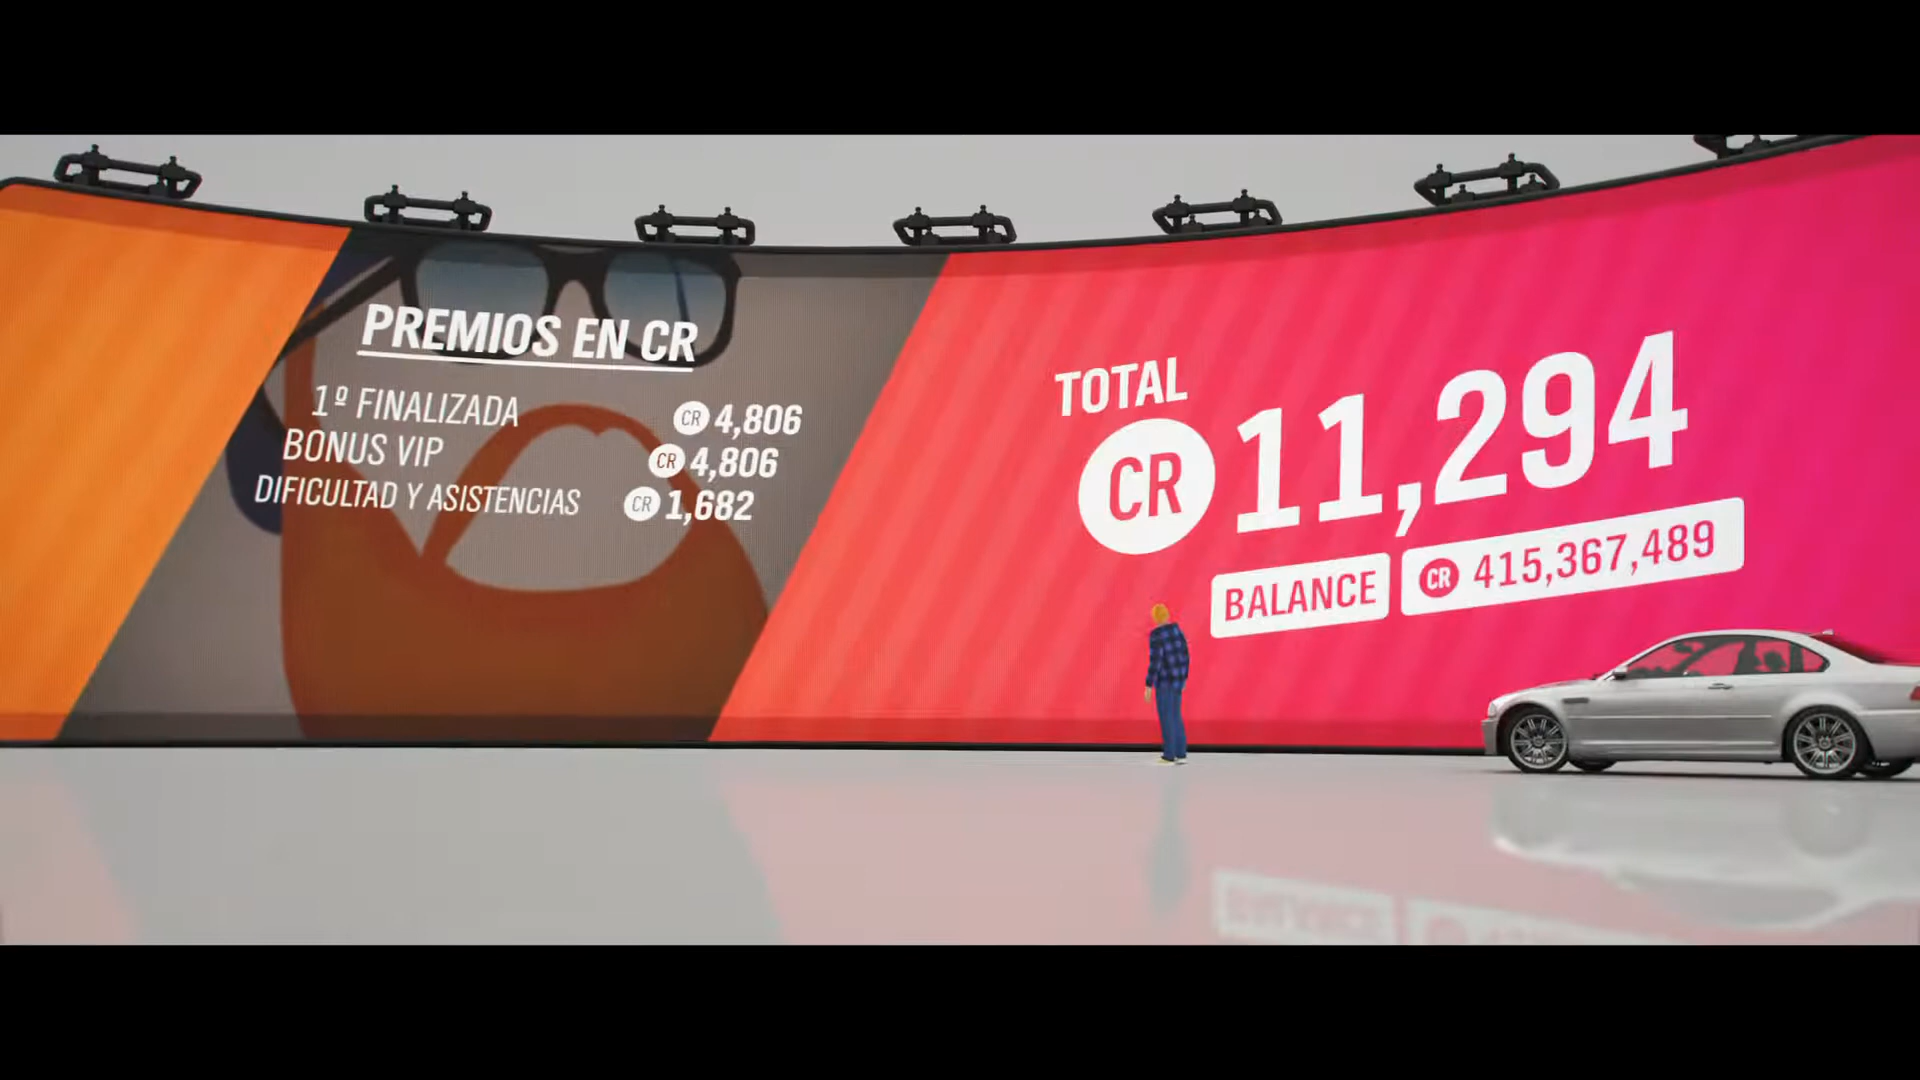 PREMIOS EN CR
1º FINALIZADA CR 4,806
BONUS VIP CR 4,806
DIFICULTAD Y ASISTENCIAS CR 1,682
TOTAL
CR 11,294
BALANCE CR 415,367,489